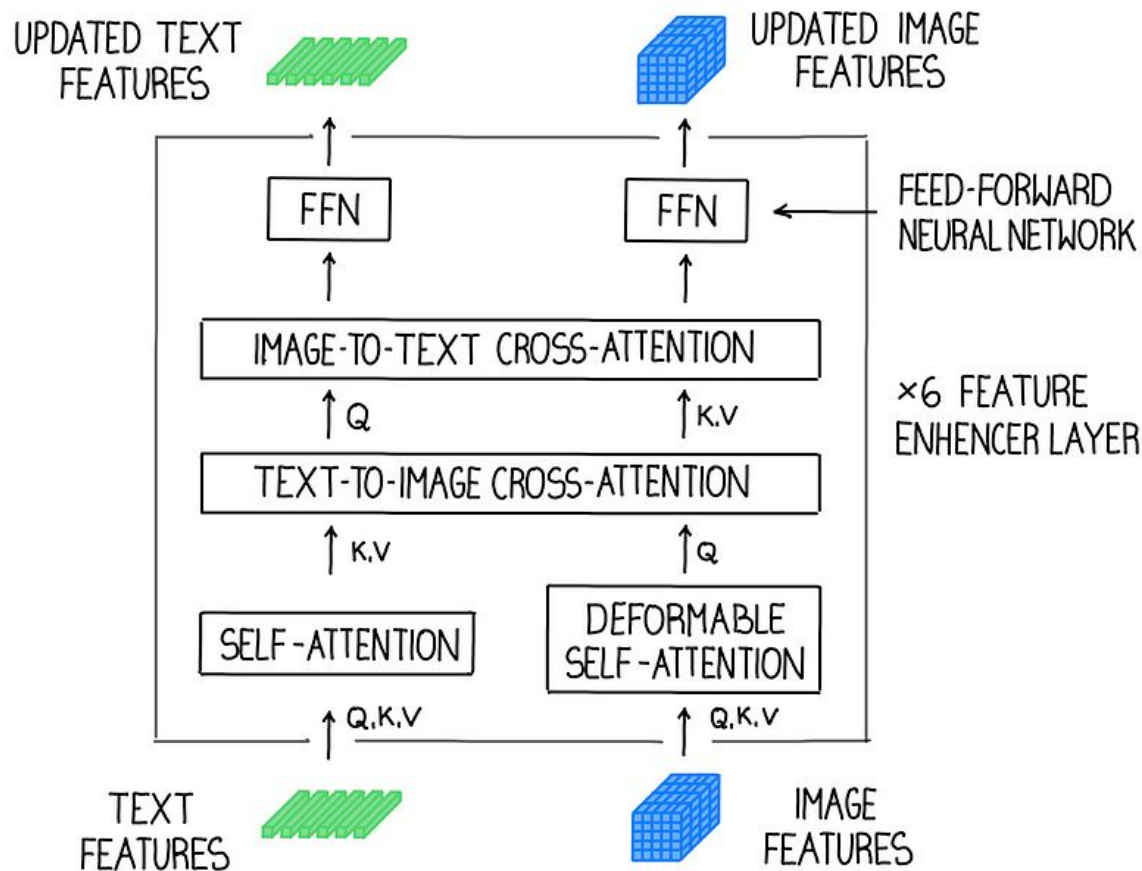 UPDATED TEXT
FEATURES
UPDATED IMAGE
FEATURES
FFN
FFN
FEED-FORWARD
NEURAL NETWORK
IMAGE-TO-TEXT CROSS-ATTENTION
Q
K,V
×6 FEATURE
ENHENCER LAYER
TEXT-TO-IMAGE CROSS-ATTENTION
K,V
Q
SELF-ATTENTION
DEFORMABLE
SELF-ATTENTION
Q,K,V
Q,K,V
TEXT
FEATURES
IMAGE
FEATURES